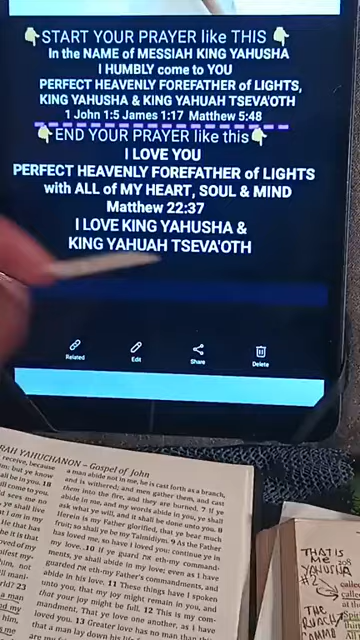 👇START YOUR PRAYER like THIS 👇
In the NAME of MESSIAH KING YAHUSHA
I HUMBLY come to YOU
PERFECT HEAVENLY FOREFATHER of LIGHTS,
KING YAHUSHA & KING YAHUAH TSEVA'OTH
1 John 1:5 James 1:17 Matthew 5:48
👇END YOUR PRAYER like this👇
I LOVE YOU
PERFECT HEAVENLY FOREFATHER of LIGHTS
with ALL of MY HEART, SOUL & MIND
Matthew 22:37
I LOVE KING YAHUSHA &
KING YAHUAH TSEVA'OTH
Related Edit Share Delete
YAHUCHANON – Gospel of John
receive, because
a man abide not in me, he is cast forth as a branch,
and is withered; and men gather them, and cast
them into the fire, and they are burned. 7 If ye
abide in me, and my words abide in you, ye shall
ask what ye will, and it shall be done unto you. 8
Herein is my Father glorified, that ye bear much
fruit; so shall ye be my Talmidiym. 9 As the Father
has loved me, so have I loved you: continue ye in
my love. 10 If ye guard eth-my command-
ments, ye shall abide in my love; even as I have
guarded eth-my Father's commandments, and
abide in his love. 11 These things have I spoken
unto you, that my joy might remain in you, and
that your joy might be full. 12 This is my com-
mandment, That ye love one another, as I have
loved you. 13 Greater love has no man than this,
that a man lay down his life
THAT IS
ME
YAHUSHA
#2
THE